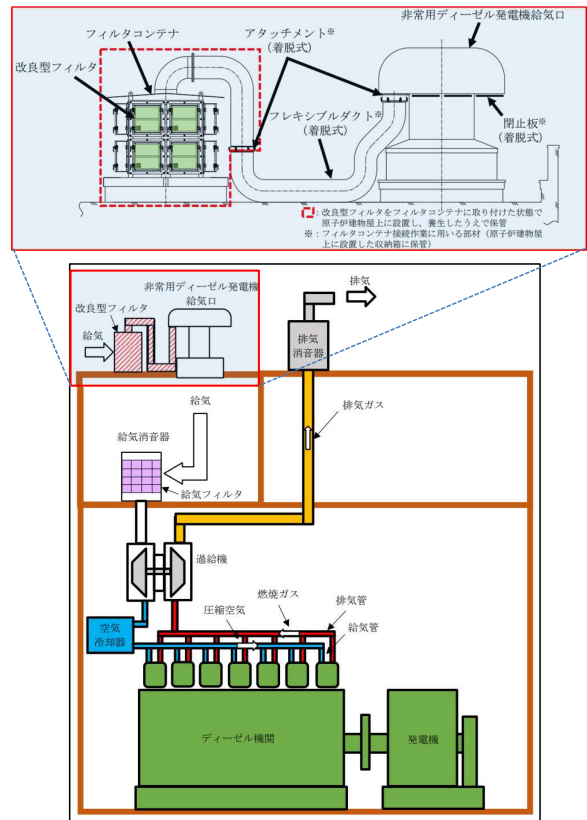 非常用ディーゼル発電機給気口
アタッチメント※
(着脱式)
フィルタコンテナ
改良型フィルタ
フレキシブルダクト※
(着脱式)
閉止板※
(着脱式)
：改良型フィルタをフィルタコンテナに取り付けた状態で
原子炉建物屋上に設置し，養生したうえで保管
※：フィルタコンテナ接続作業に用いる部材（原子炉建物屋
上に設置した収納箱に保管）
非常用ディーゼル発電機
給気口
改良型フィルタ
給気
排気
排気
消音器
給気
排気ガス
給気消音器
給気フィルタ
過給機
燃焼ガス
排気管
圧縮空気
給気管
空気
冷却器
ディーゼル機関
発電機